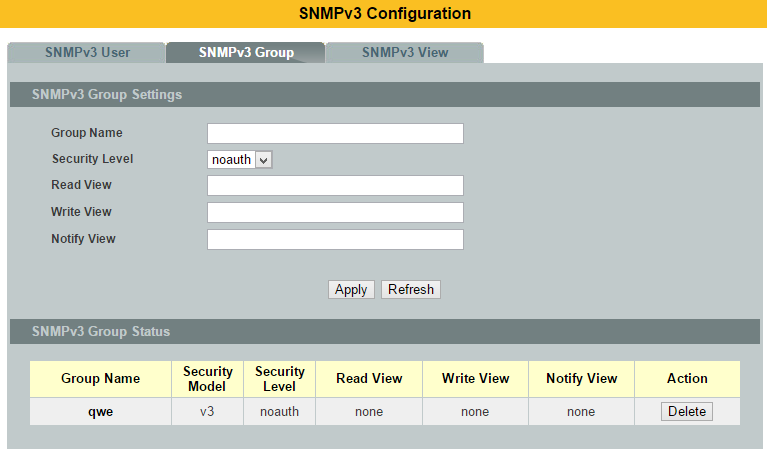 SNMPv3 Configuration
SNMPv3 User SNMPv3 Group SNMPv3 View
SNMPv3 Group Settings
Group Name
Security Level noauth
Read View
Write View
Notify View
Apply Refresh
SNMPv3 Group Status
Group Name Security Model Security Level Read View Write View Notify View Action
qwe v3 noauth none none none Delete